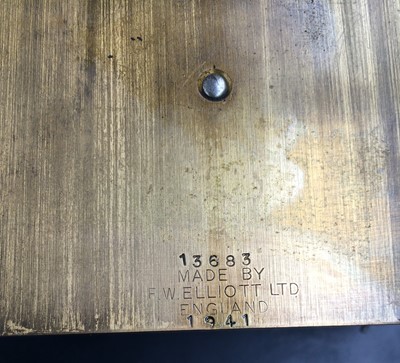 13683
MADE BY
F.W.ELLIOTT LTD
ENGLAND
1941